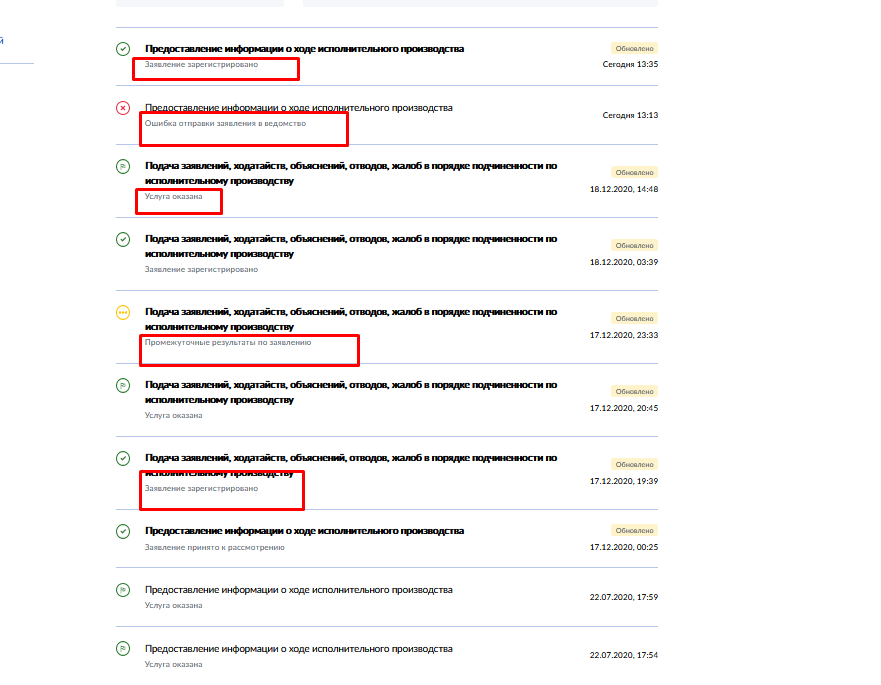 й
Предоставление информации о ходе исполнительного производства
Обновлено
Заявление зарегистрировано
Сегодня 13:35
Предоставление информации о ходе исполнительного производства
Сегодня 13:13
Ошибка отправки заявления в ведомство
Подача заявлений, ходатайств, объяснений, отводов, жалоб в порядке подчиненности по
исполнительному производству
Обновлено
18.12.2020, 14:48
Услуга оказана
Подача заявлений, ходатайств, объяснений, отводов, жалоб в порядке подчиненности по
исполнительному производству
Обновлено
18.12.2020, 03:39
Заявление зарегистрировано
Подача заявлений, ходатайств, объяснений, отводов, жалоб в порядке подчиненности по
исполнительному производству
Обновлено
17.12.2020, 23:33
Промежуточные результаты по заявлению
Подача заявлений, ходатайств, объяснений, отводов, жалоб в порядке подчиненности по
исполнительному производству
Обновлено
17.12.2020, 20:45
Услуга оказана
Подача заявлений, ходатайств, объяснений, отводов, жалоб в порядке подчиненности по
исполнительному производству
Обновлено
17.12.2020, 19:39
Заявление зарегистрировано
Предоставление информации о ходе исполнительного производства
Обновлено
Заявление принято к рассмотрению
17.12.2020, 00:25
Предоставление информации о ходе исполнительного производства
22.07.2020, 17:59
Услуга оказана
Предоставление информации о ходе исполнительного производства
22.07.2020, 17:54
Услуга оказана